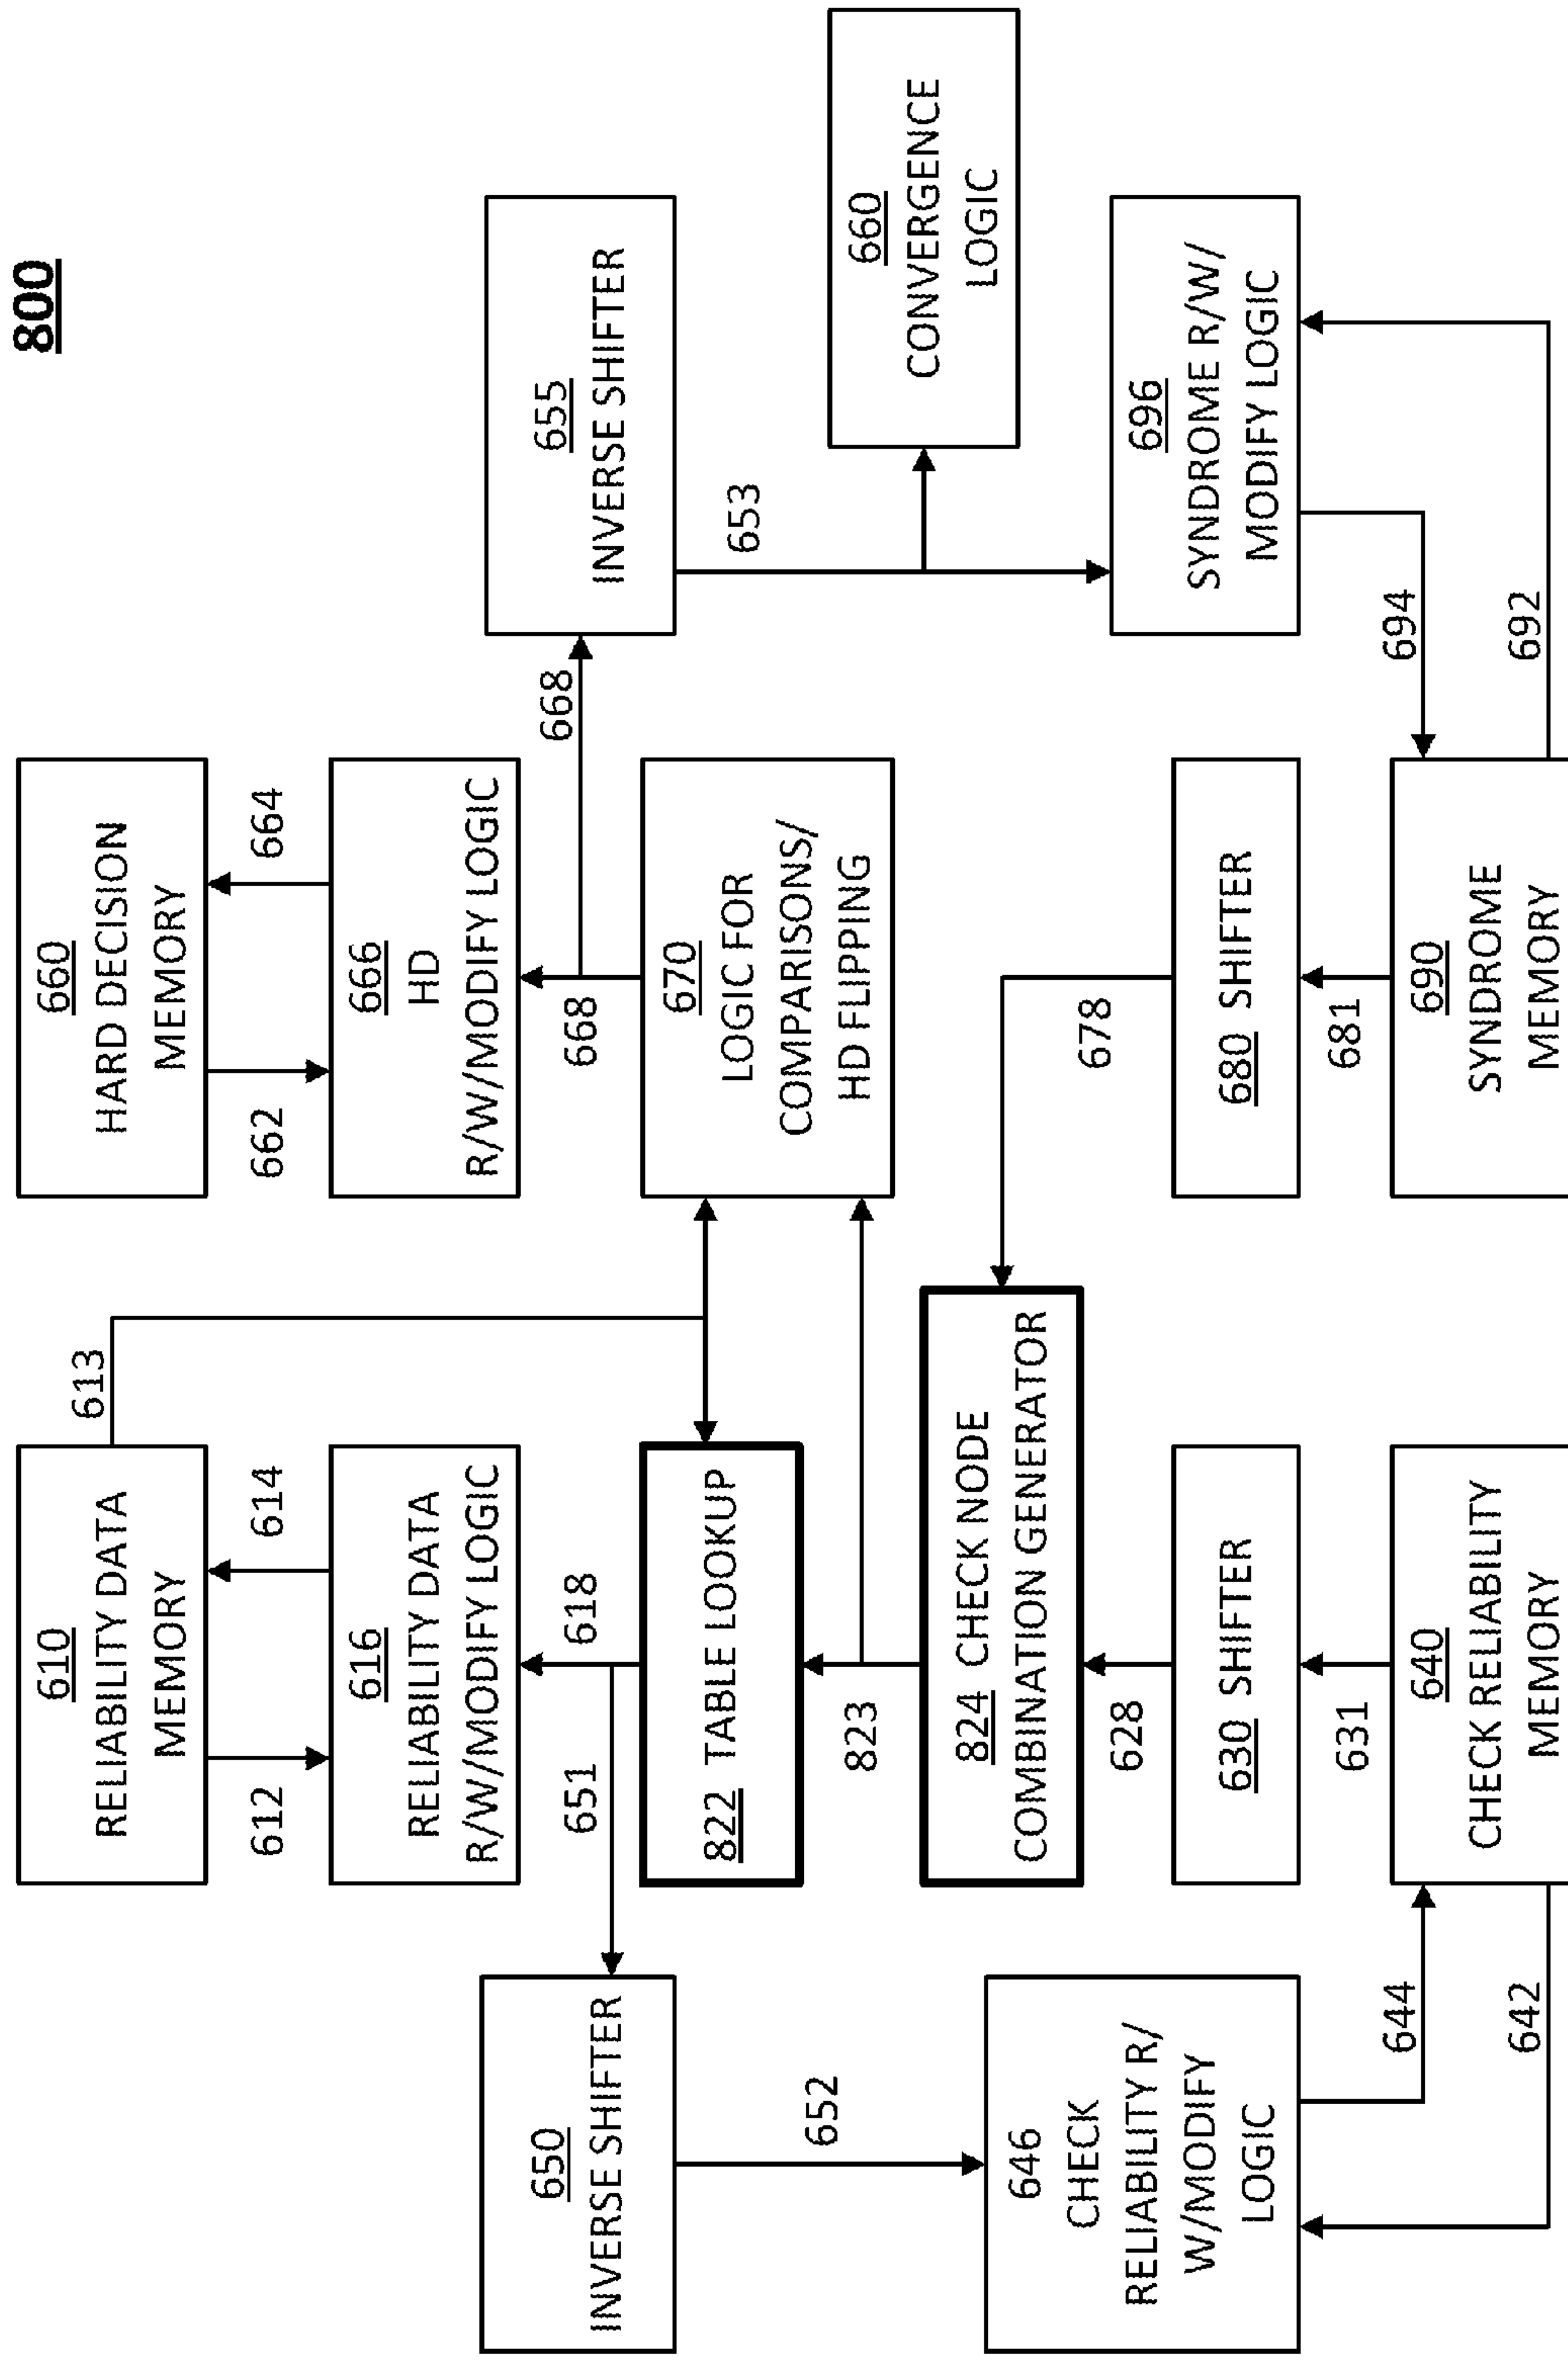 800
610
RELIABILITY DATA
MEMORY
613
660
HARD DECISION
MEMORY
612
614
662
664
616
RELIABILITY DATA
R/W/MODIFY LOGIC
666
HD
R/W/MODIFY LOGIC
650
INVERSE SHIFTER
651
618
668
668
655
INVERSE SHIFTER
822 TABLE LOOKUP
670
LOGIC FOR
COMPARISONS/
HD FLIPPING
652
823
653
660
CONVERGENCE
LOGIC
824 CHECK NODE
COMBINATION GENERATOR
646
CHECK
RELIABILITY R/
W/MODIFY
LOGIC
628
678
696
SYNDROME R/W/
MODIFY LOGIC
630 SHIFTER
680 SHIFTER
631
681
644
694
640
CHECK RELIABILITY
MEMORY
690
SYNDROME
MEMORY
642
692